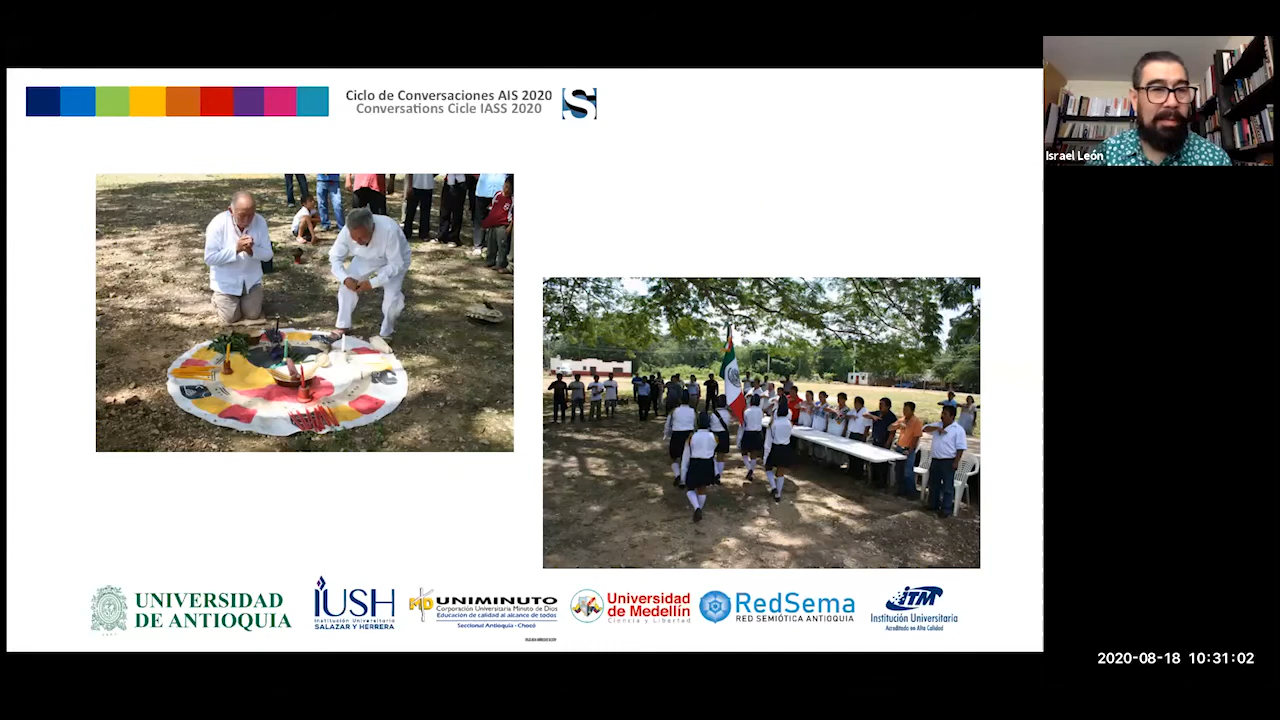 Ciclo de Conversaciones AIS 2020
Conversations Cicle IASS 2020
S
Israel León
UNIVERSIDAD
DE ANTIOQUIA
IUSH
Institución Universitaria
SALAZAR Y HERRERA
MD UNIMINUTO
Corporación Universitaria Minuto de Dios
Educación de calidad al alcance de todos
Seccional Antioquia - Chocó
Universidad
de Medellín
Ciencia y Libertad
RedSema
RED SEMIÓTICA ANTIOQUIA
ITM
Institución Universitaria
Acreditada en Alta Calidad
2020-08-18 10:31:02